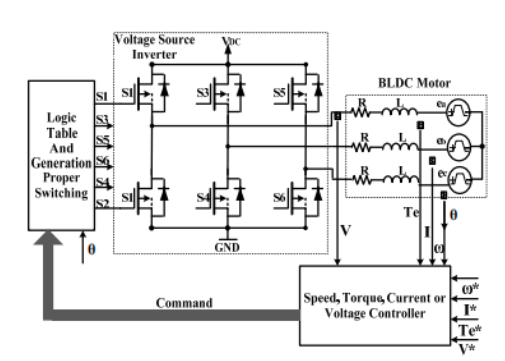 Voltage Source
Inverter
VDC
BLDC Motor
S1
S3
S5
S1
S3
S5
S6
S4
S2
Logic
Table
And
Generation
Proper
Switching
S1
S4
S6
GND
R
L
ea
R
L
eb
R
L
ec
θ
V
Te
I
ω
θ
Command
Speed, Torque, Current or
Voltage Controller
ω*
I*
Te*
V*